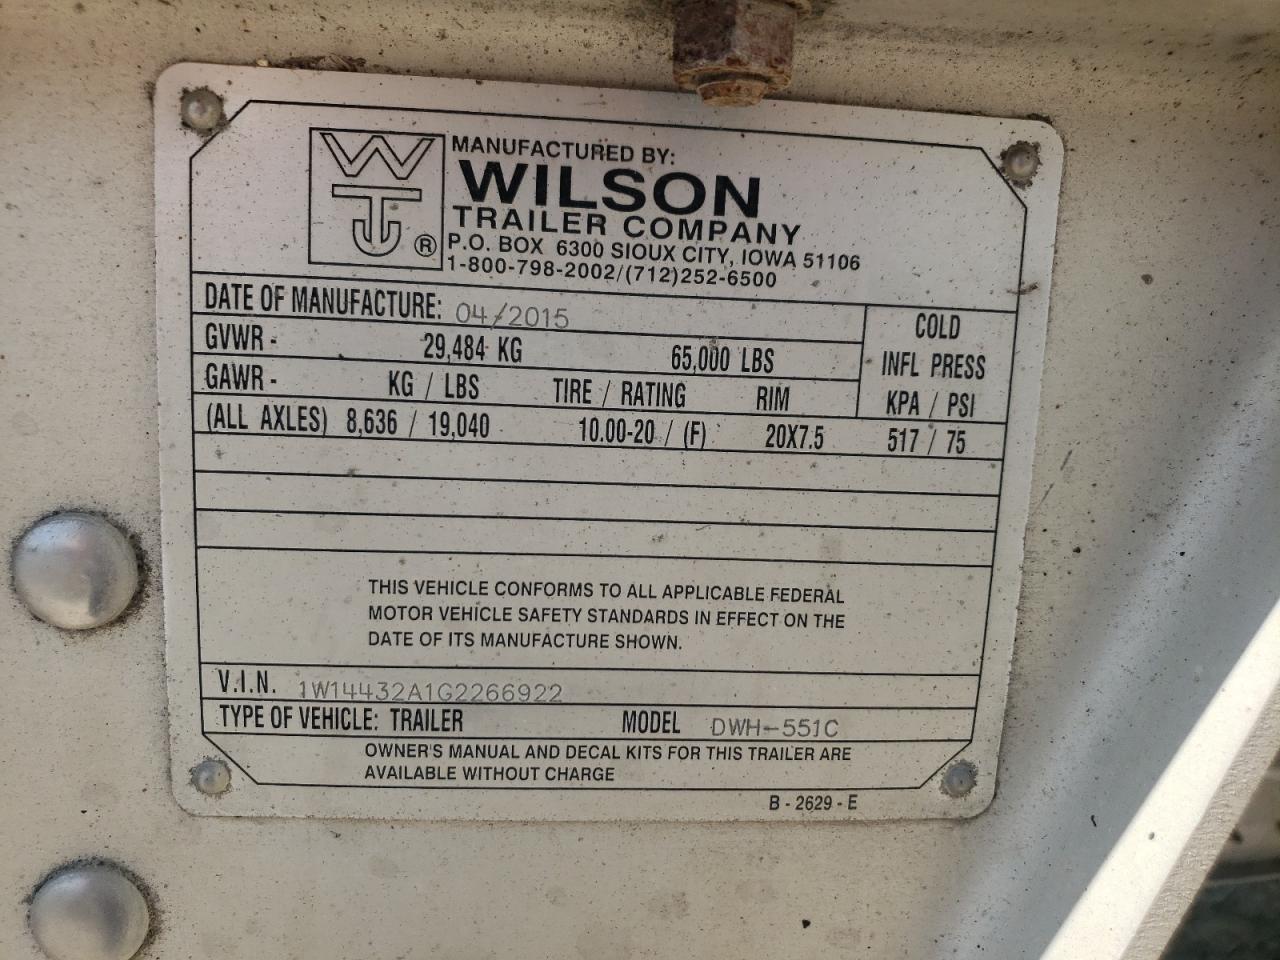 WTJ ®
MANUFACTURED BY:
WILSON
TRAILER COMPANY
P.O. BOX 6300 SIOUX CITY, IOWA 51106
1-800-798-2002/(712)252-6500
DATE OF MANUFACTURE: 04/2015
GVWR - 29,484 KG 65,000 LBS
COLD
INFL PRESS
KPA / PSI
GAWR - KG / LBS TIRE / RATING RIM
(ALL AXLES) 8,636 / 19,040 10.00-20 / (F) 20X7.5 517 / 75
THIS VEHICLE CONFORMS TO ALL APPLICABLE FEDERAL
MOTOR VEHICLE SAFETY STANDARDS IN EFFECT ON THE
DATE OF ITS MANUFACTURE SHOWN.
V.I.N. 1W14432A1G2266922
TYPE OF VEHICLE: TRAILER MODEL DWH-551C
OWNER'S MANUAL AND DECAL KITS FOR THIS TRAILER ARE
AVAILABLE WITHOUT CHARGE
B - 2629 - E